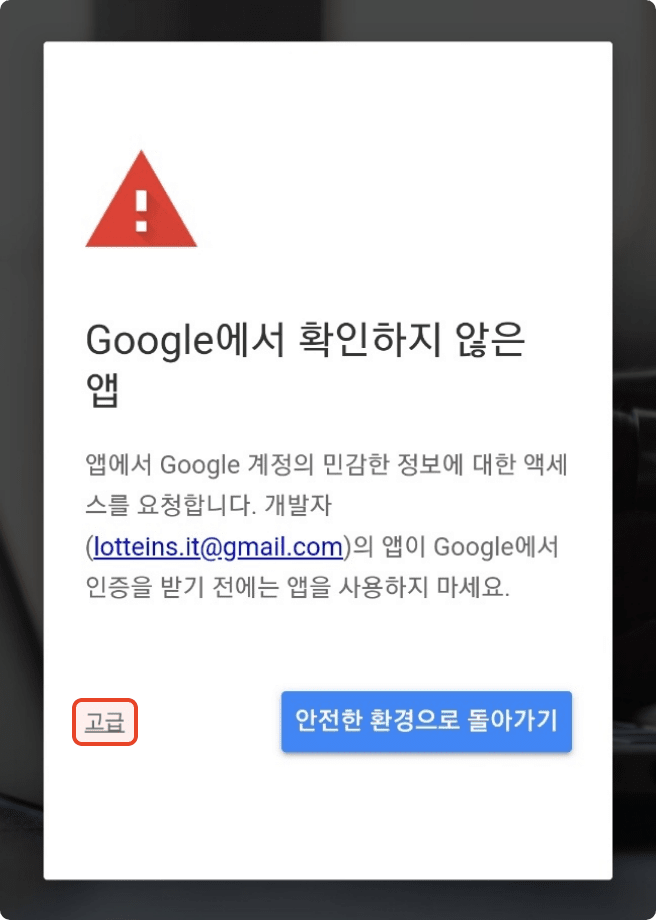 Google에서 확인하지 않은
앱
앱에서 Google 계정의 민감한 정보에 대한 액세
스를 요청합니다. 개발자
(lotteins.it@gmail.com)의 앱이 Google에서
인증을 받기 전에는 앱을 사용하지 마세요.
고급
안전한 환경으로 돌아가기